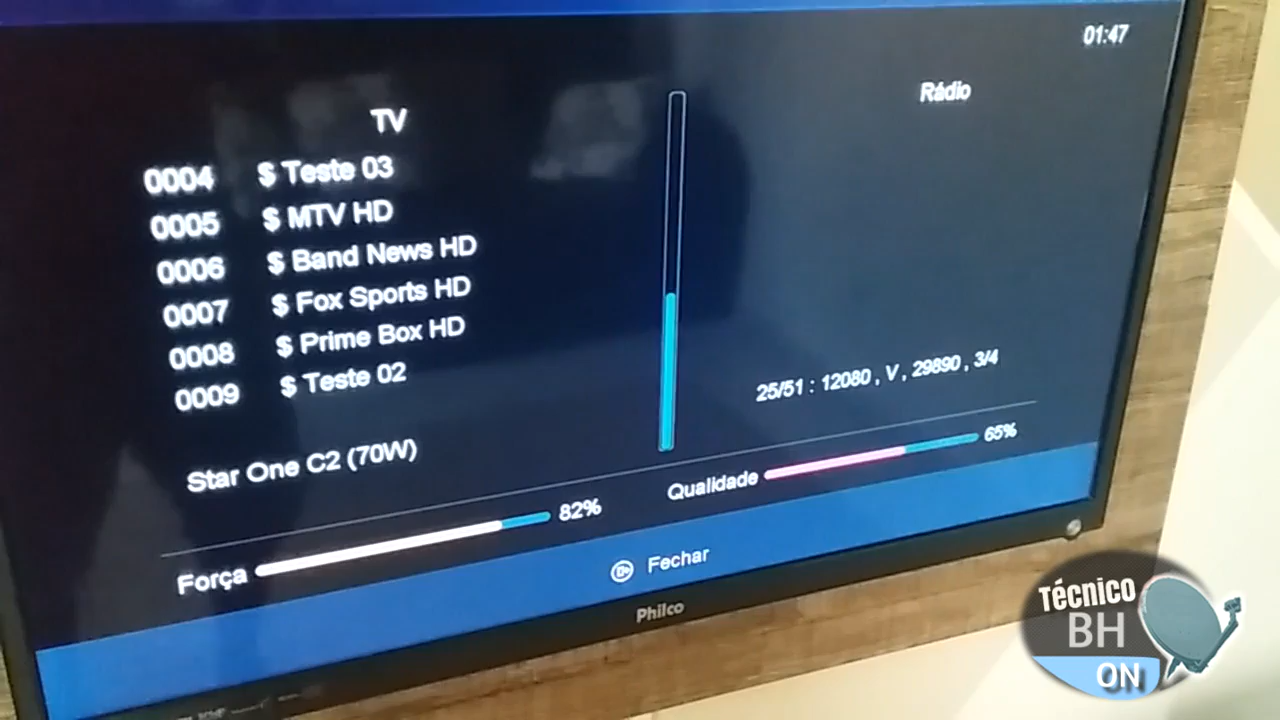 01:47
TV
Rádio
0004 $ Teste 03
0005 $ MTV HD
0006 $ Band News HD
0007 $ Fox Sports HD
0008 $ Prime Box HD
0009 $ Teste 02
25/51 : 12080 , V , 29890 , 3/4
Star One C2 (70W)
Força 82%
Qualidade 65%
Fechar
Philco
Técnico
BH
ON